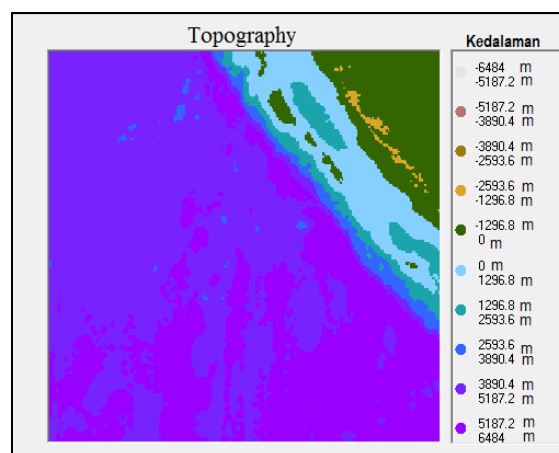 Topography
Kedalaman
-6484 m
5187.2 m
-5187.2 m
-3890.4 m
-3890.4 m
-2593.6 m
-2593.6 m
-1296.8 m
-1296.8 m
0 m
0 m
1296.8 m
1296.8 m
2593.6 m
2593.6 m
3890.4 m
3890.4 m
5187.2 m
5187.2 m
6484 m